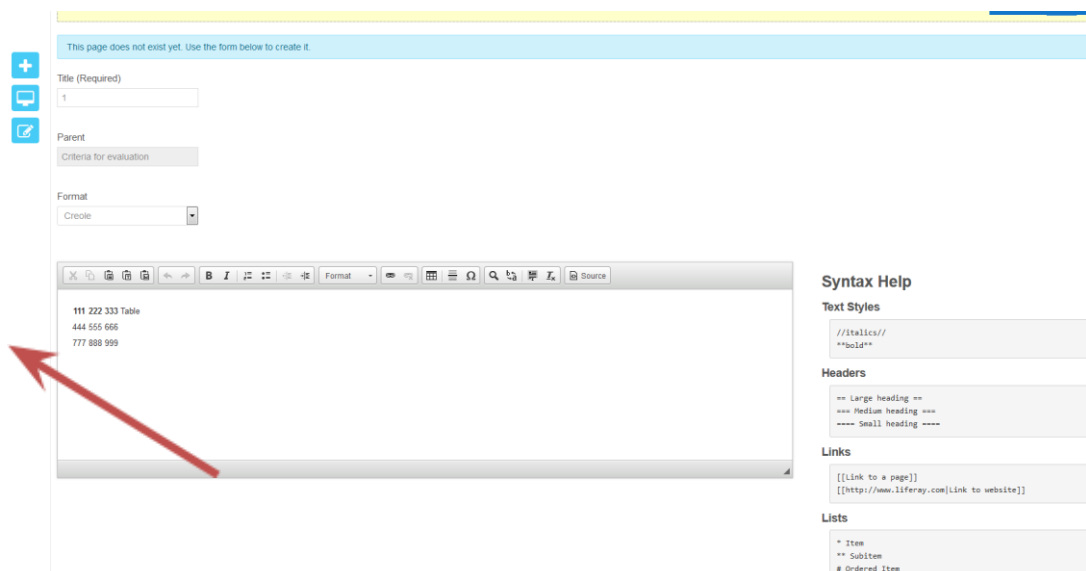 This page does not exist yet. Use the form below to create it.
Title (Required)
1
Parent
Criteria for evaluation
Format
Creole
B I Format Ω Source
111 222 333 Table
444 555 666
777 888 999
Syntax Help
Text Styles
//italics//
**bold**
Headers
== Large heading ==
=== Medium heading ===
==== Small heading ====
Links
[[Link to a page]]
[[http://www.liferay.com|Link to website]]
Lists
* Item
** Subitem
# Ordered Item